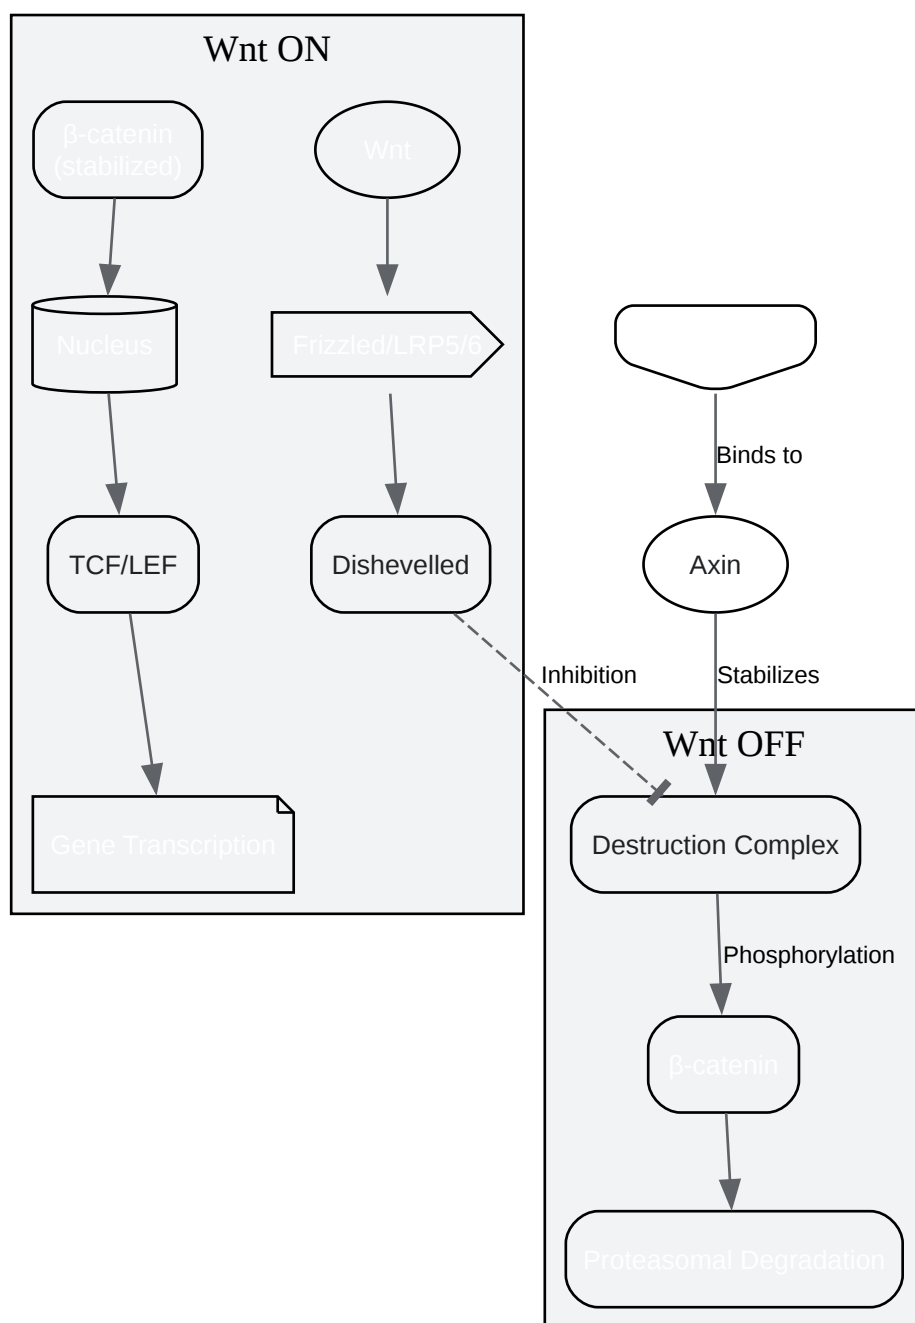 Wnt ON
β-catenin
(stabilized)
Wnt
Nucleus
Frizzled/LRP5/6
Binds to
TCF/LEF
Dishevelled
Axin
Inhibition
Stabilizes
Wnt OFF
Gene Transcription
Destruction Complex
Phosphorylation
β-catenin
Proteasomal Degradation